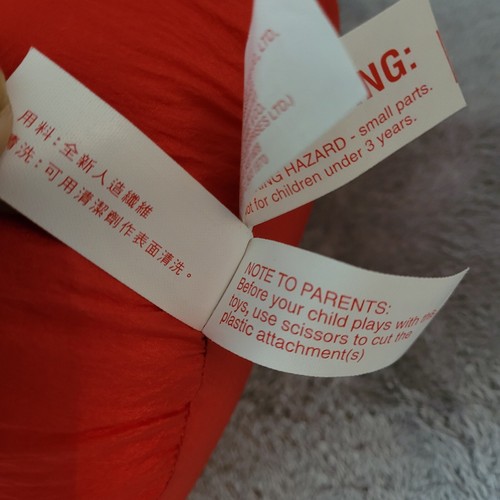 用料:全新人造纖維
清洗:可用清潔劑作表面清洗。
NG:
NG HAZARD - small parts.
for children under 3 years.
NOTE TO PARENTS:
Before your child plays with
toys, use scissors to cut the
plastic attachment(s)